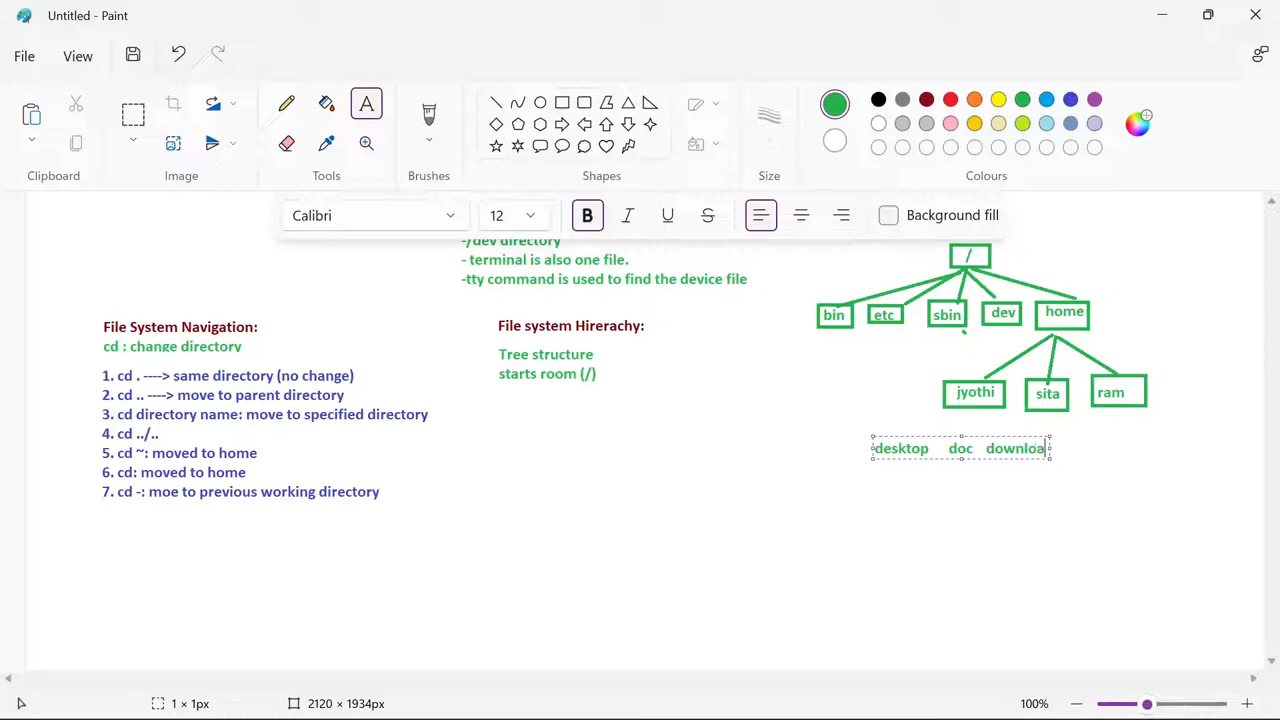 Untitled - Paint
File
View
Clipboard
Image
Tools
Brushes
Shapes
Size
Colours
Calibri
12
B
I
U
S
Background fill
-/dev directory
- terminal is also one file.
-tty command is used to find the device file
File System Navigation:
cd : change directory
1. cd . ----> same directory (no change)
2. cd .. ----> move to parent directory
3. cd directory name: move to specified directory
4. cd ../..
5. cd ~: moved to home
6. cd: moved to home
7. cd -: moe to previous working directory
File system Hirerachy:
Tree structure
starts room (/)
/
bin etc sbin dev home
jyothi sita ram
desktop doc downloa
1 × 1px
2120 × 1934px
100%